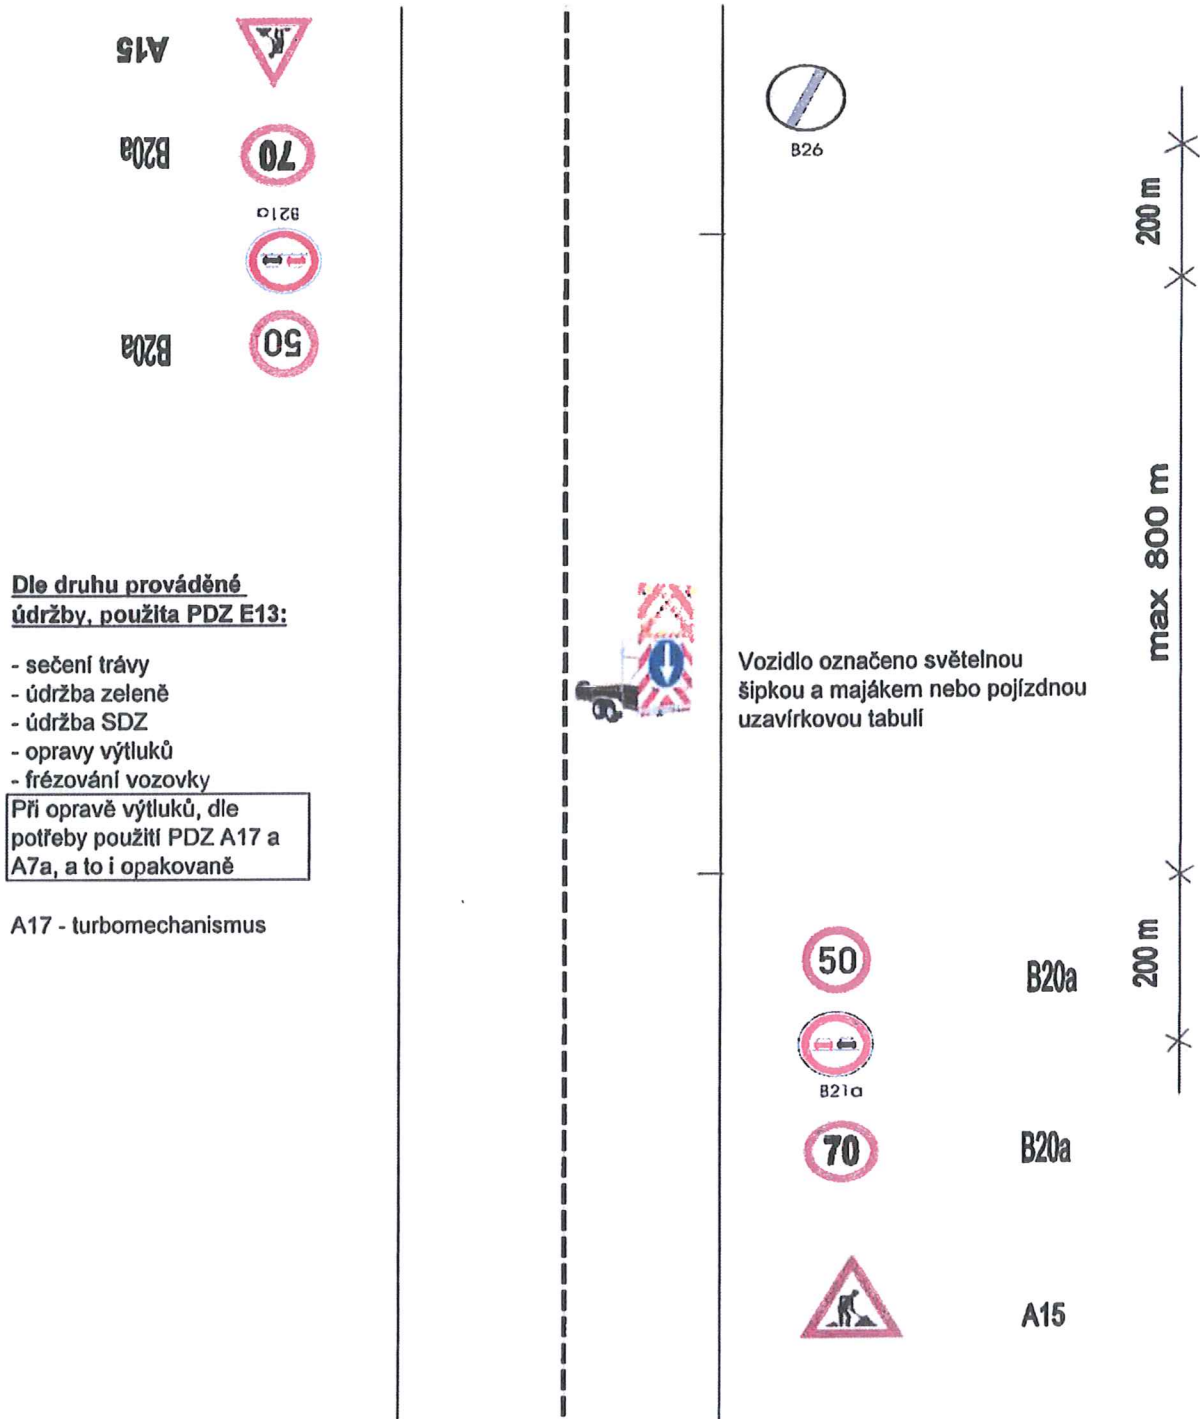 A15
B20a
70
B21a
B20a
50
B26
200 m
max 800 m
Dle druhu prováděné
údržby, použita PDZ E13:
- sečení trávy
- údržba zeleně
- údržba SDZ
- opravy výtluků
- frézování vozovky
Při opravě výtluků, dle
potřeby použití PDZ A17 a
A7a, a to i opakovaně
A17 - turbomechanismus
Vozidlo označeno světelnou
šipkou a majákem nebo pojízdnou
uzavírkovou tabulí
50
B20a
200 m
B21a
70
B20a
A15